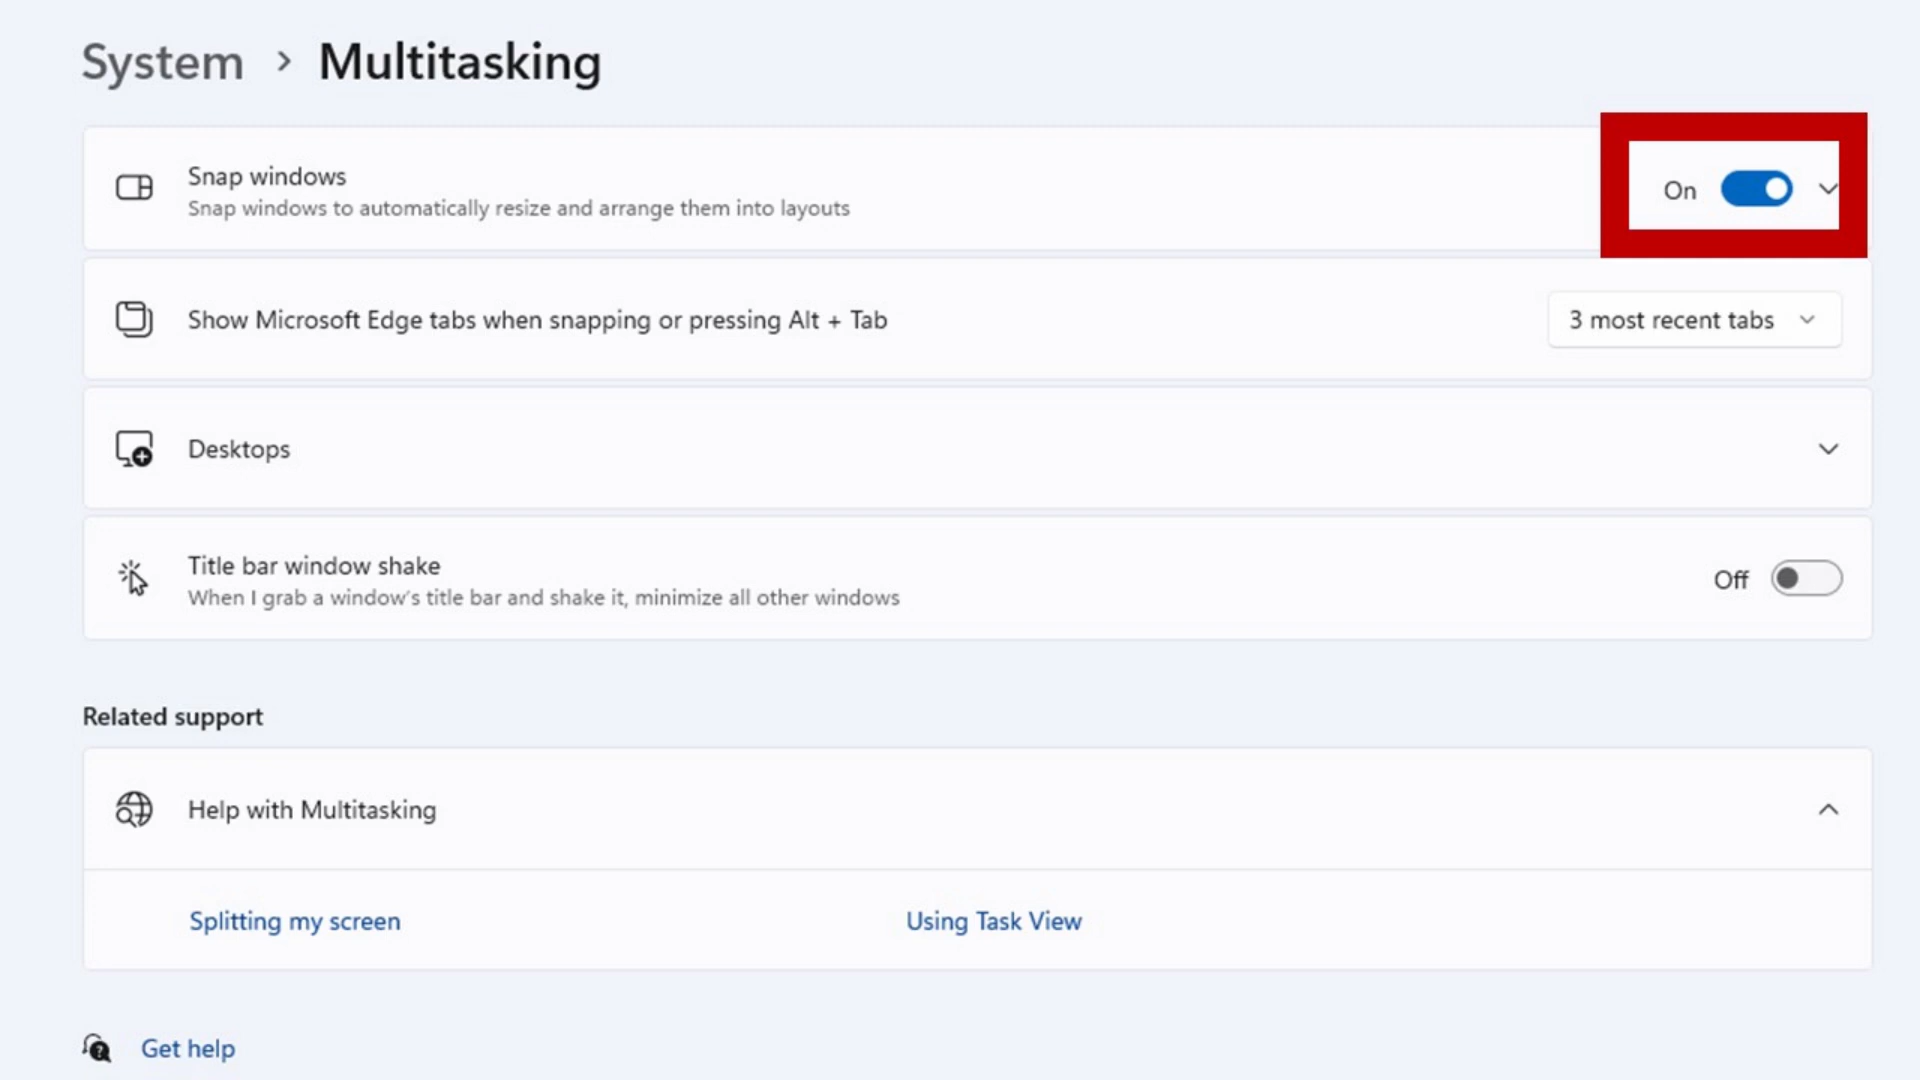 System > Multitasking
Snap windows
Snap windows to automatically resize and arrange them into layouts
On
Show Microsoft Edge tabs when snapping or pressing Alt + Tab
3 most recent tabs
Desktops
Title bar window shake
When I grab a window's title bar and shake it, minimize all other windows
Off
Related support
Help with Multitasking
Splitting my screen
Using Task View
Get help